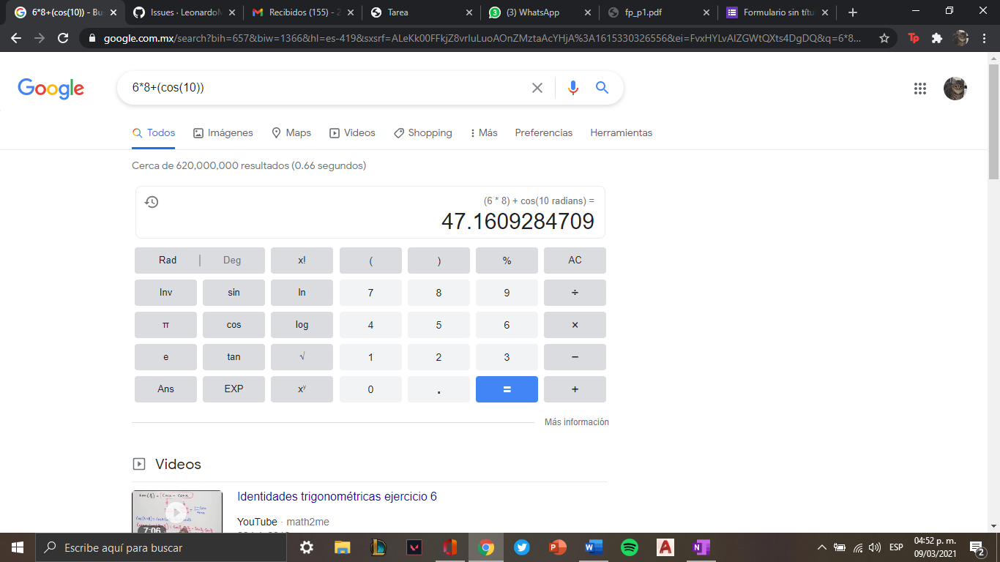 6*8+(cos(10)) - Bu
Issues · LeonardoM
Recibidos (155) - 2
Tarea
(3) WhatsApp
fp_p1.pdf
Formulario sin títu
google.com.mx/search?bih=657&biw=1366&hl=es-419&sxsrf=ALeKk00FFkjZ8vrIuLuoAOnZMztaAcYHjA%3A1615330326556&ei=FvxHYLvAIZGWtQXts4DgDQ&q=6*8...
Google
6*8+(cos(10))
Todos
Imágenes
Maps
Videos
Shopping
Más
Preferencias
Herramientas
Cerca de 620,000,000 resultados (0.66 segundos)
(6 * 8) + cos(10 radians) =
47.1609284709
Rad | Deg x! ( ) % AC
Inv sin ln 7 8 9 ÷
π cos log 4 5 6 ×
e tan √ 1 2 3 −
Ans EXP xʸ 0 . = +
Más información
Videos
Identidades trigonométricas ejercicio 6
7:06
YouTube · math2me
Escribe aquí para buscar
ESP
04:52 p. m.
09/03/2021
2